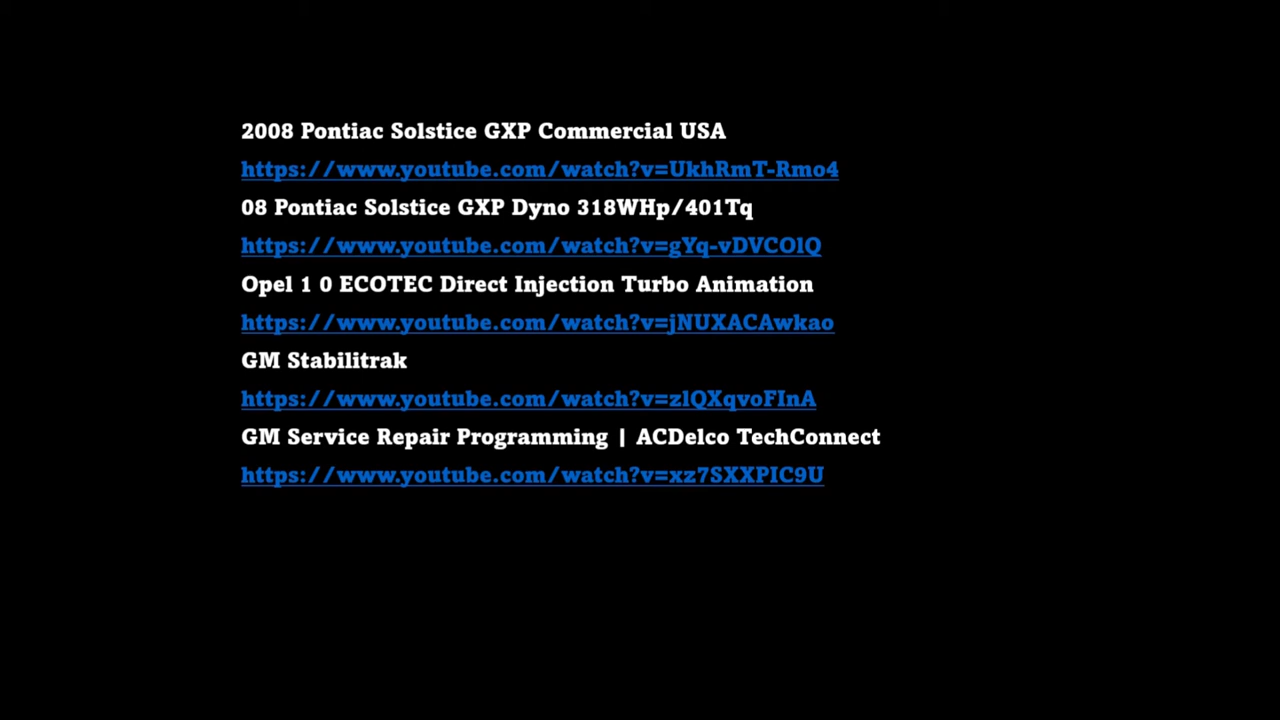 2008 Pontiac Solstice GXP Commercial USA
https://www.youtube.com/watch?v=UkhRmT-Rmo4
08 Pontiac Solstice GXP Dyno 318WHp/401Tq
https://www.youtube.com/watch?v=gYq-vDVCOlQ
Opel 1 0 ECOTEC Direct Injection Turbo Animation
https://www.youtube.com/watch?v=jNUXACAwkao
GM Stabilitrak
https://www.youtube.com/watch?v=zlQXqvoFInA
GM Service Repair Programming | ACDelco TechConnect
https://www.youtube.com/watch?v=xz7SXXPIC9U